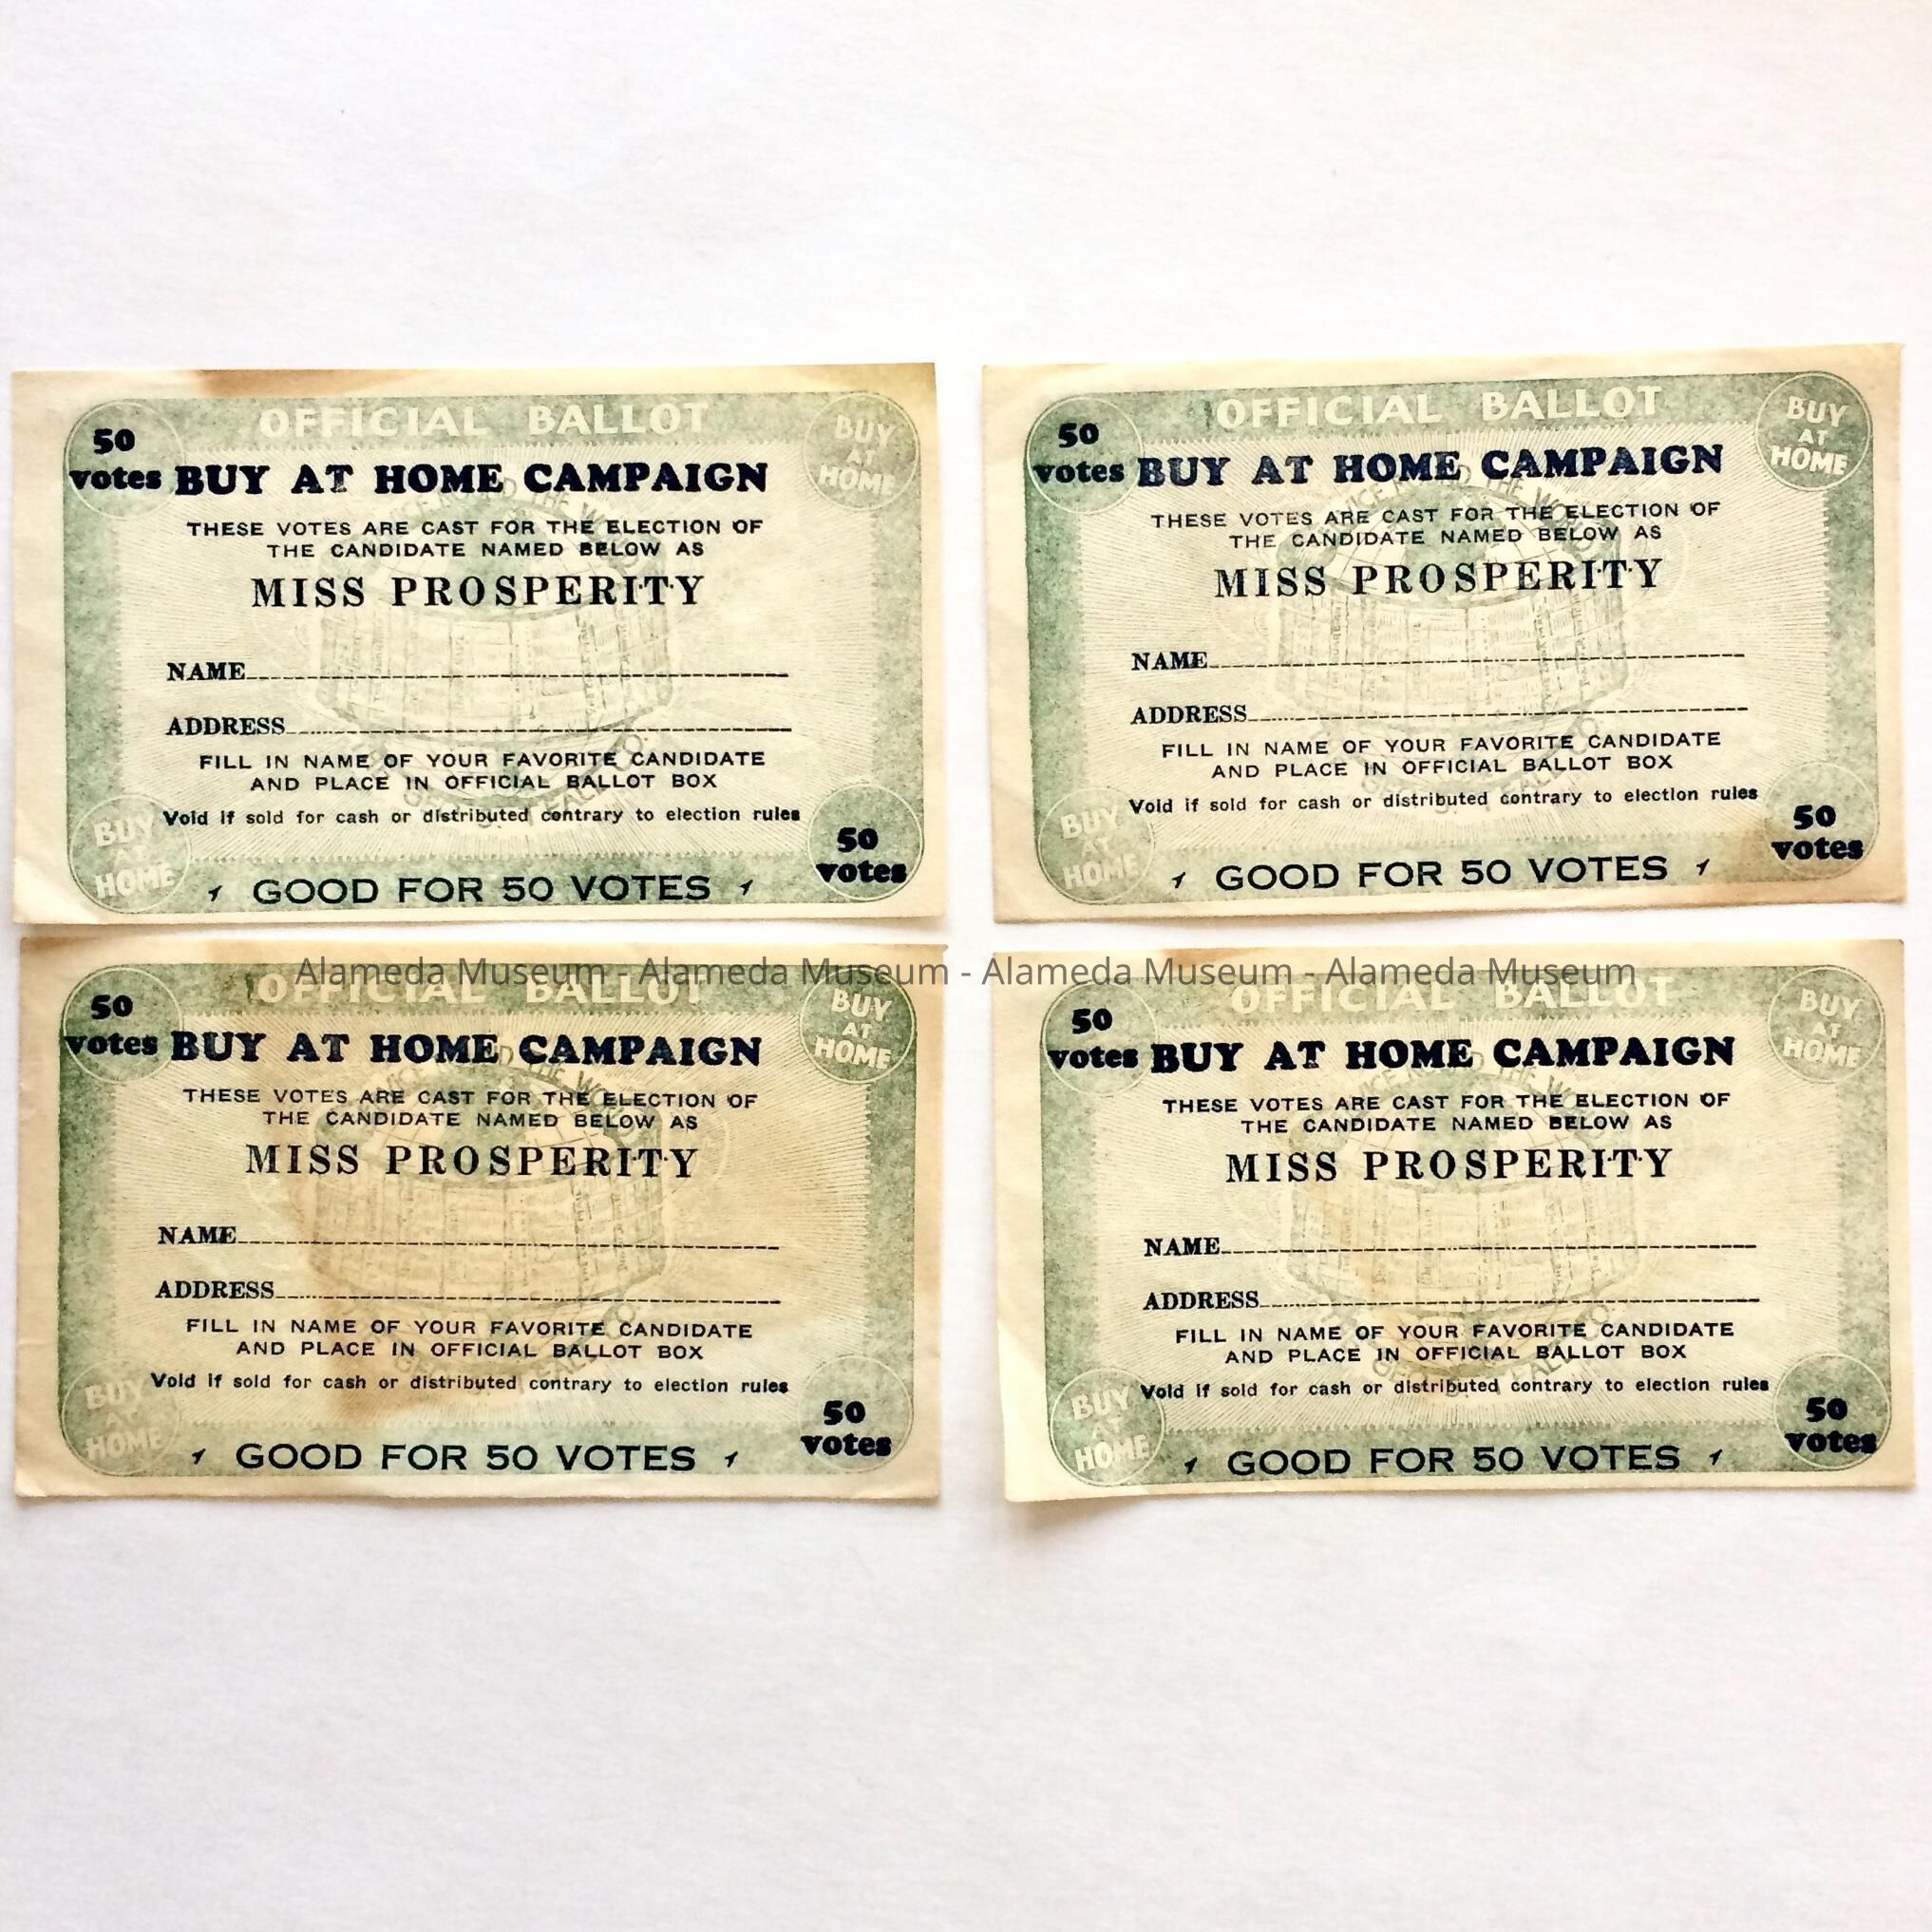 OFFICIAL BALLOT
50 votes
BUY AT HOME
BUY AT HOME CAMPAIGN
THESE VOTES ARE CAST FOR THE ELECTION OF
THE CANDIDATE NAMED BELOW AS
MISS PROSPERITY
NAME
ADDRESS
FILL IN NAME OF YOUR FAVORITE CANDIDATE
AND PLACE IN OFFICIAL BALLOT BOX
Void if sold for cash or distributed contrary to election rules
BUY AT HOME
50 votes
GOOD FOR 50 VOTES
OFFICIAL BALLOT
50 votes
BUY AT HOME
BUY AT HOME CAMPAIGN
THESE VOTES ARE CAST FOR THE ELECTION OF
THE CANDIDATE NAMED BELOW AS
MISS PROSPERITY
NAME
ADDRESS
FILL IN NAME OF YOUR FAVORITE CANDIDATE
AND PLACE IN OFFICIAL BALLOT BOX
Void if sold for cash or distributed contrary to election rules
BUY AT HOME
50 votes
GOOD FOR 50 VOTES
Alameda Museum - Alameda Museum - Alameda Museum - Alameda Museum
OFFICIAL BALLOT
50 votes
BUY AT HOME
BUY AT HOME CAMPAIGN
THESE VOTES ARE CAST FOR THE ELECTION OF
THE CANDIDATE NAMED BELOW AS
MISS PROSPERITY
NAME
ADDRESS
FILL IN NAME OF YOUR FAVORITE CANDIDATE
AND PLACE IN OFFICIAL BALLOT BOX
Void if sold for cash or distributed contrary to election rules
BUY AT HOME
50 votes
GOOD FOR 50 VOTES
OFFICIAL BALLOT
50 votes
BUY AT HOME
BUY AT HOME CAMPAIGN
THESE VOTES ARE CAST FOR THE ELECTION OF
THE CANDIDATE NAMED BELOW AS
MISS PROSPERITY
NAME
ADDRESS
FILL IN NAME OF YOUR FAVORITE CANDIDATE
AND PLACE IN OFFICIAL BALLOT BOX
Void if sold for cash or distributed contrary to election rules
BUY AT HOME
50 votes
GOOD FOR 50 VOTES